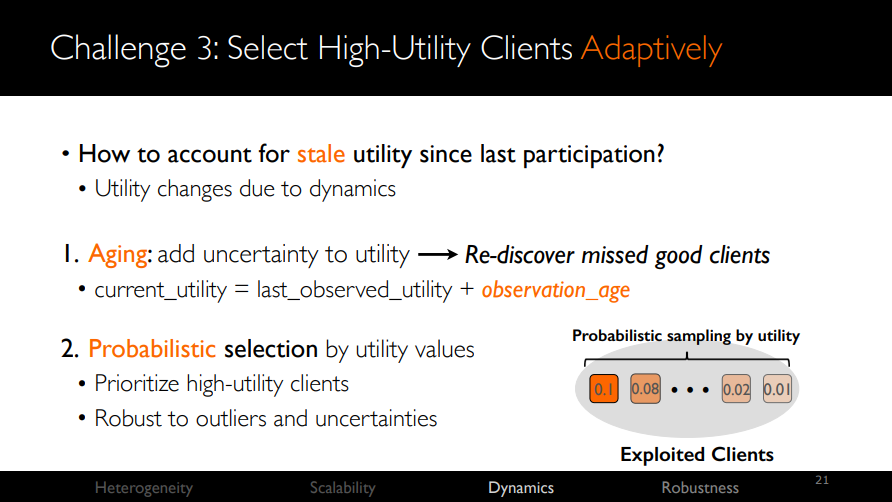 Challenge 3: Select High-Utility Clients Adaptively
• How to account for stale utility since last participation?
• Utility changes due to dynamics
1. Aging: add uncertainty to utility → Re-discover missed good clients
• current_utility = last_observed_utility + observation_age
2. Probabilistic selection by utility values
• Prioritize high-utility clients
• Robust to outliers and uncertainties
Probabilistic sampling by utility
0.1 0.08 • • • 0.02 0.01
Exploited Clients
Heterogeneity Scalability Dynamics Robustness 21